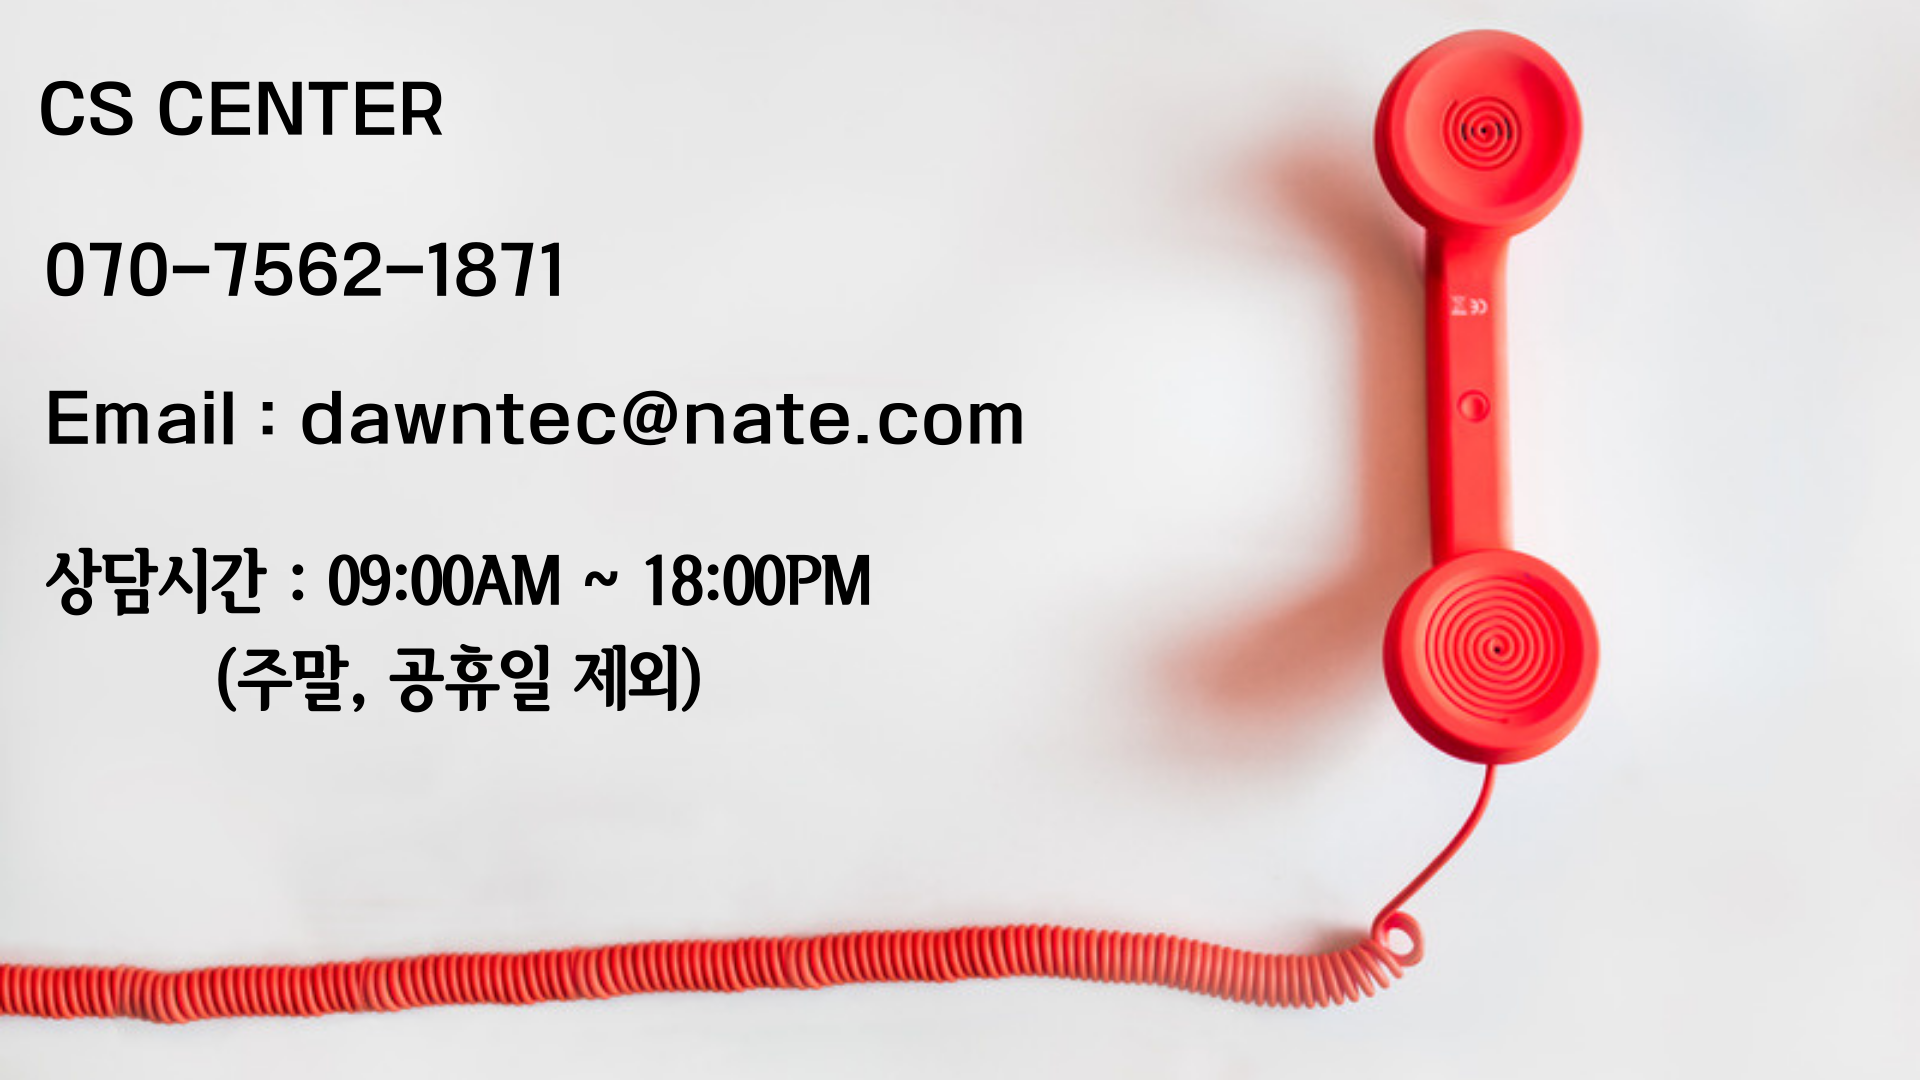 CS CENTER
070-7562-1871
Email : dawntec@nate.com
상담시간 : 09:00AM ~ 18:00PM
(주말, 공휴일 제외)
CE